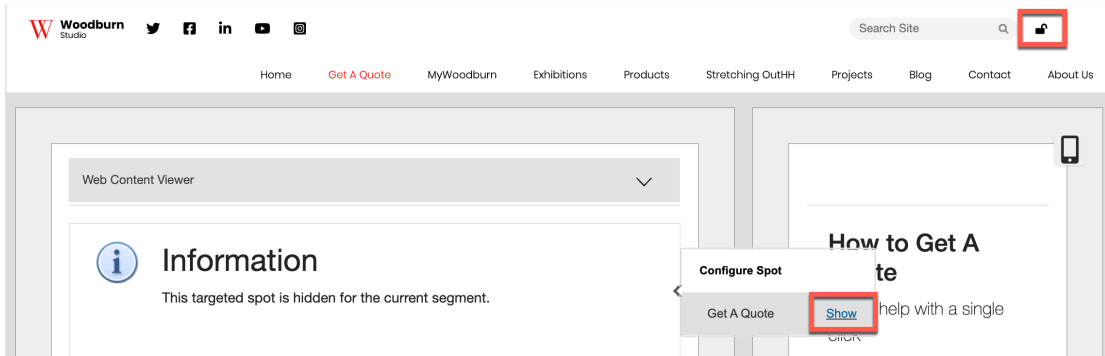 Woodburn
Studio
Search Site
Home Get A Quote MyWoodburn Exhibitions Products Stretching OutHH Projects Blog Contact About Us
Web Content Viewer
Information
This targeted spot is hidden for the current segment.
Configure Spot
Get A Quote Show
How to Get A
te
help with a single
click